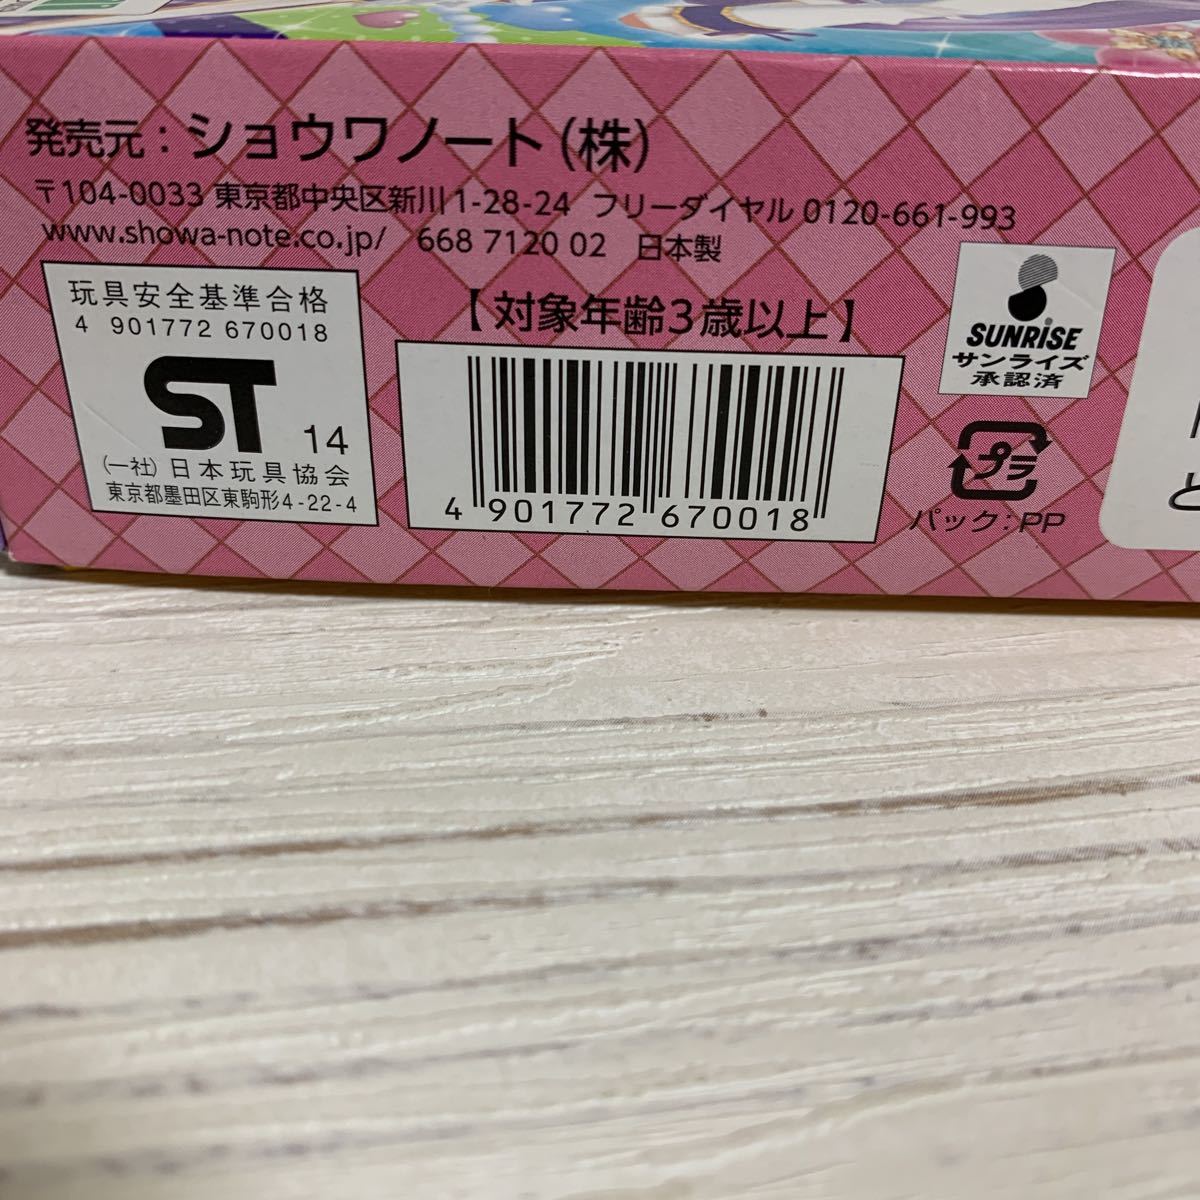 発売元：ショウワノート（株）
〒104-0033 東京都中央区新川1-28-24 フリーダイヤル 0120-661-993
www.showa-note.co.jp/ 668 7120 02 日本製
玩具安全基準合格
4 901772 670018
ST 14
（一社）日本玩具協会
東京都墨田区東駒形4-22-4
【対象年齢3歳以上】
4 901772 670018
SUNRISE
サンライズ
承認済
プラ
パック：PP
と